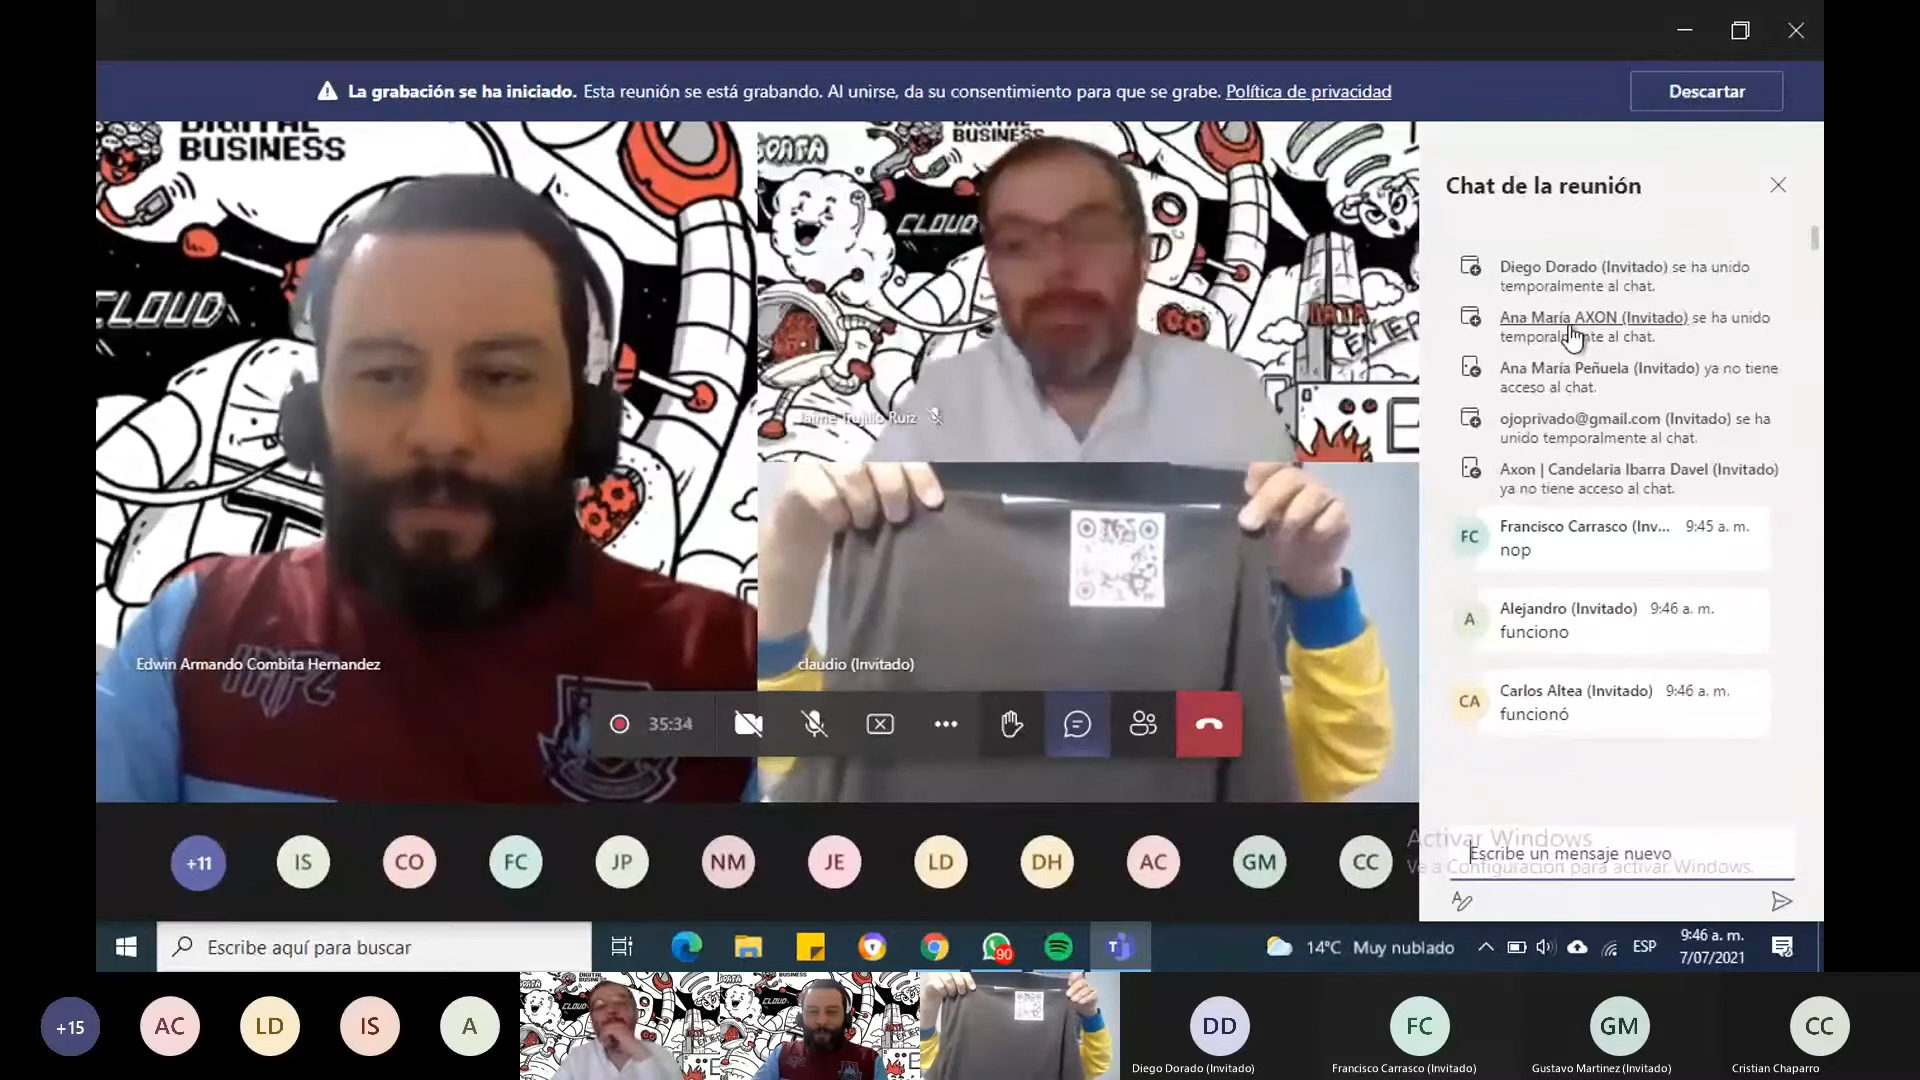 La grabación se ha iniciado. Esta reunión se está grabando. Al unirse, da su consentimiento para que se grabe. Política de privacidad
Descartar
DIGITAL
BUSINESS
CLOUD
Edwin Armando Combita Hernandez
BUSINESS
CLOUD
Jaime Trujillo Ruiz
claudio (Invitado)
35:34
Chat de la reunión
Diego Dorado (Invitado) se ha unido
temporalmente al chat.
Ana María AXON (Invitado) se ha unido
temporalmente al chat.
Ana María Peñuela (Invitado) ya no tiene
acceso al chat.
ojoprivado@gmail.com (Invitado) se ha
unido temporalmente al chat.
Axon | Candelaria Ibarra Davel (Invitado)
ya no tiene acceso al chat.
FC
Francisco Carrasco (Inv... 9:45 a. m.
nop
A
Alejandro (Invitado) 9:46 a. m.
funciono
CA
Carlos Altea (Invitado) 9:46 a. m.
funcionó
Activar Windows
Escribe un mensaje nuevo
Ve a Configuración para activar Windows.
+11 IS CO FC JP NM JE LD DH AC GM CC
Escribe aquí para buscar
90
14°C Muy nublado
ESP
9:46 a. m.
7/07/2021
+15 AC LD IS A
DD FC GM CC
Diego Dorado (Invitado)
Francisco Carrasco (Invitado)
Gustavo Martinez (Invitado)
Cristian Chaparro